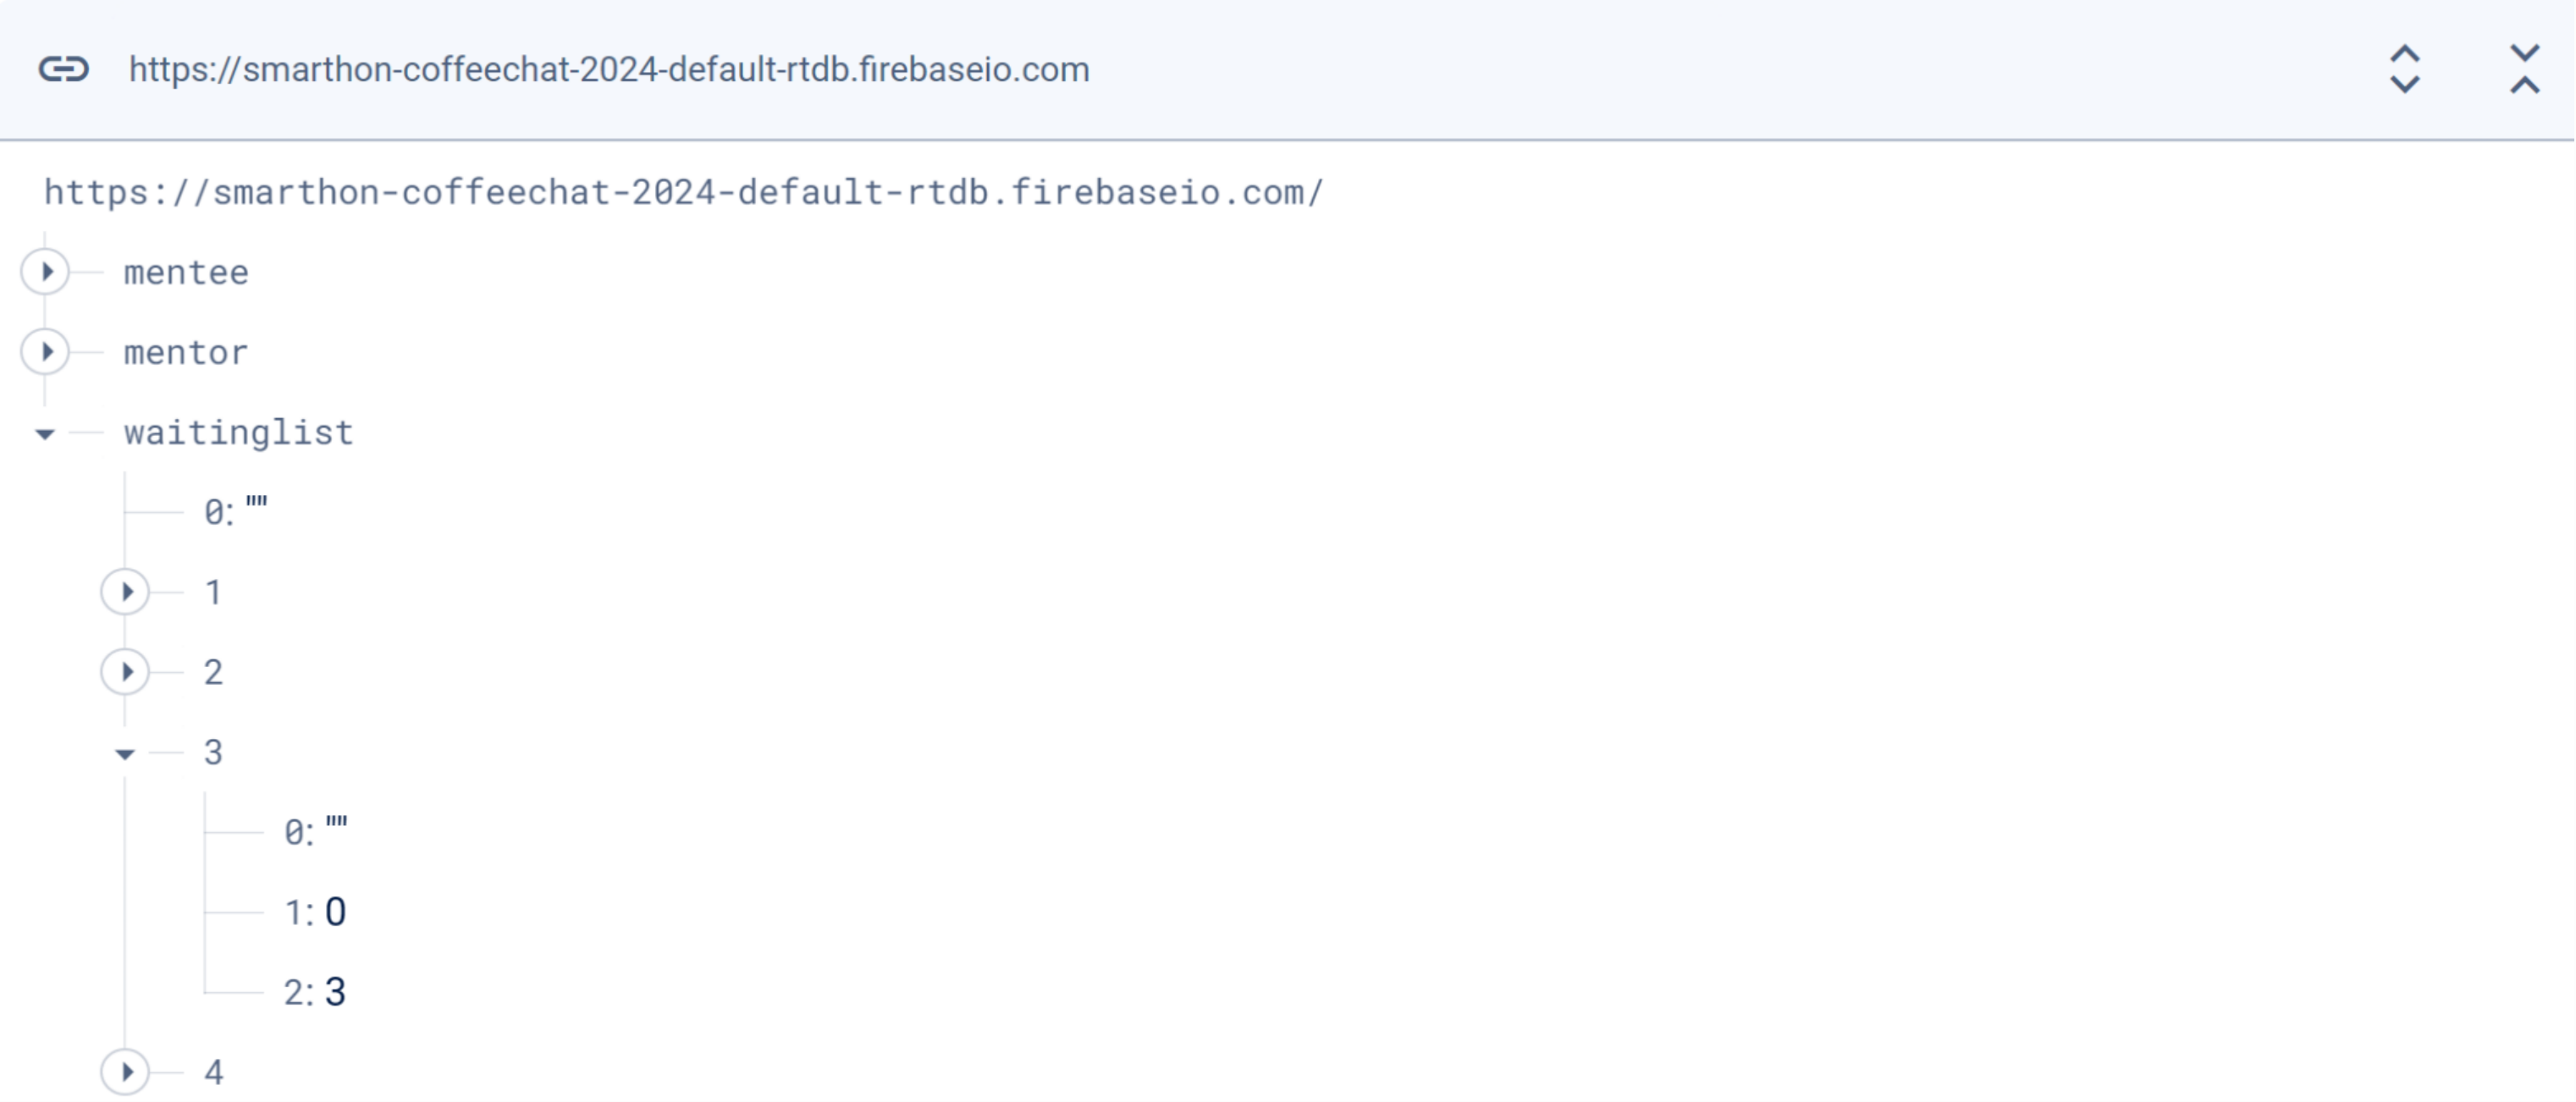 https://smarthon-coffeechat-2024-default-rtdb.firebaseio.com
https://smarthon-coffeechat-2024-default-rtdb.firebaseio.com/
mentee
mentor
waitinglist
0: ""
1
2
3
0: ""
1: 0
2: 3
4